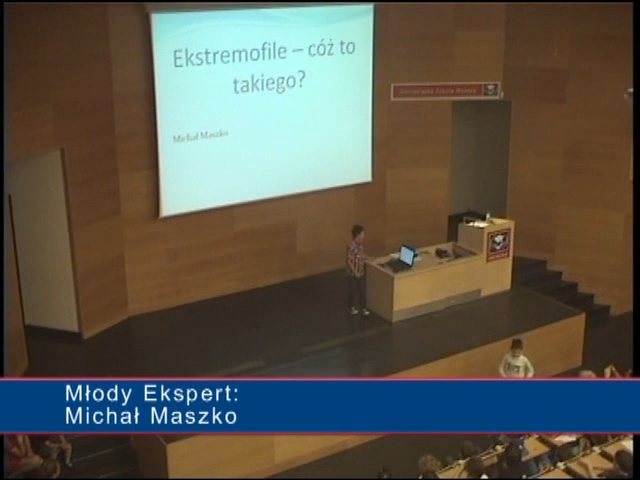 Ekstremofile – cóż to
takiego?
Michał Maszko
Młody Ekspert:
Michał Maszko